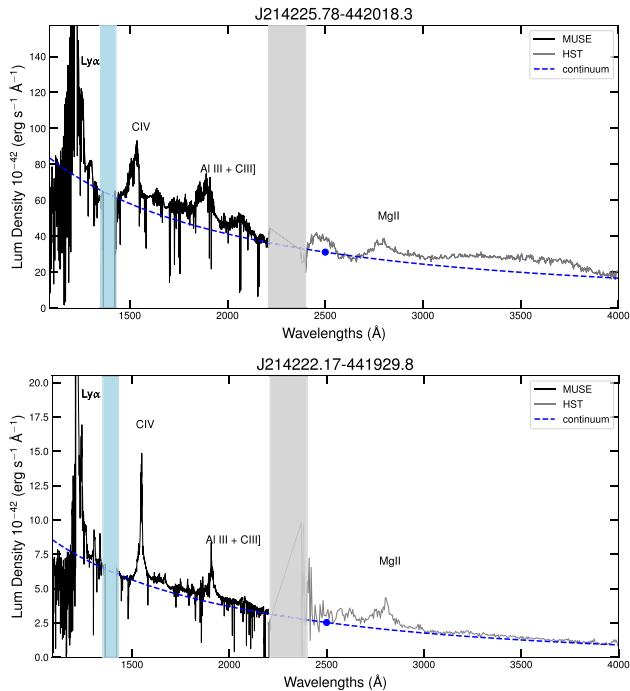 J214225.78-442018.3
Lum Density 10⁻⁴² (erg s⁻¹ Å⁻¹)
140
120
100
80
60
40
20
0
Lyα
CIV
Al III + CIII]
MgII
MUSE
HST
continuum
1500 2000 2500 3000 3500 4000
Wavelengths (Å)
J214222.17-441929.8
Lum Density 10⁻⁴² (erg s⁻¹ Å⁻¹)
20.0
17.5
15.0
12.5
10.0
7.5
5.0
2.5
0.0
Lyα
CIV
Al III + CIII]
MgII
MUSE
HST
continuum
1500 2000 2500 3000 3500 4000
Wavelengths (Å)